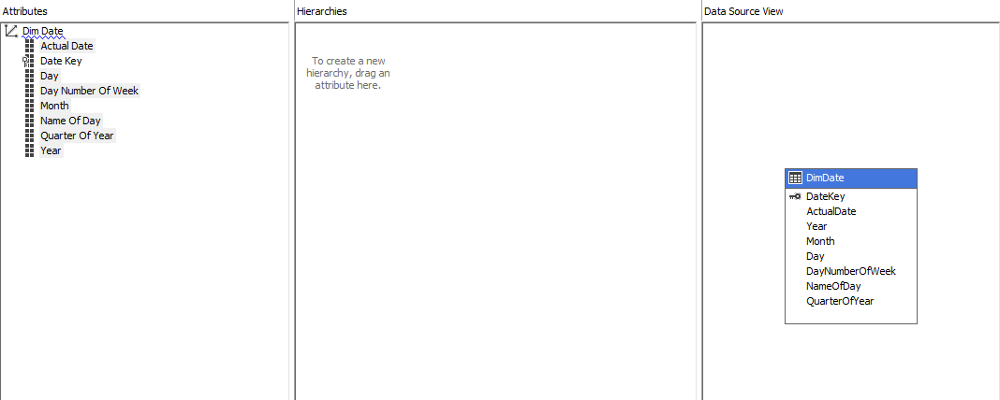 Attributes
Dim Date
Actual Date
Date Key
Day
Day Number Of Week
Month
Name Of Day
Quarter Of Year
Year
Hierarchies
To create a new
hierarchy, drag an
attribute here.
Data Source View
DimDate
DateKey
ActualDate
Year
Month
Day
DayNumberOfWeek
NameOfDay
QuarterOfYear